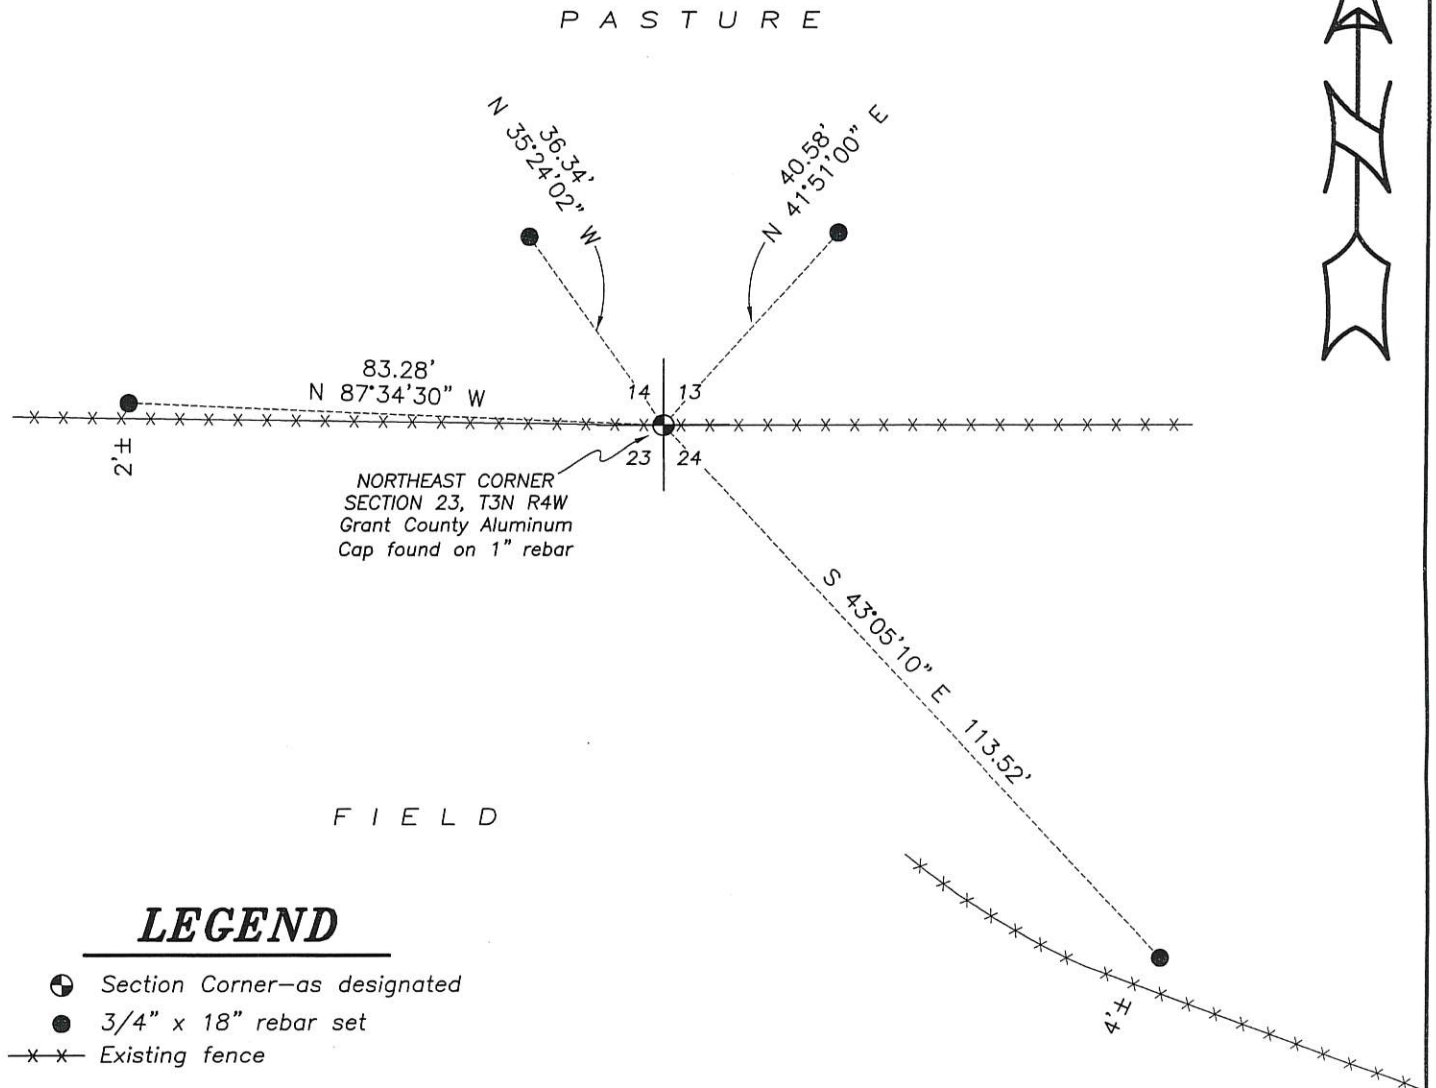 P A S T U R E
36.34'
N 35°24'02" W
40.58'
N 41°51'00" E
83.28'
N 87°34'30" W
14 13
23 24
2'±
NORTHEAST CORNER
SECTION 23, T3N R4W
Grant County Aluminum
Cap found on 1" rebar
S 43°05'10" E 113.52'
F I E L D
4'±
LEGEND
Section Corner-as designated
3/4" x 18" rebar set
Existing fence
N